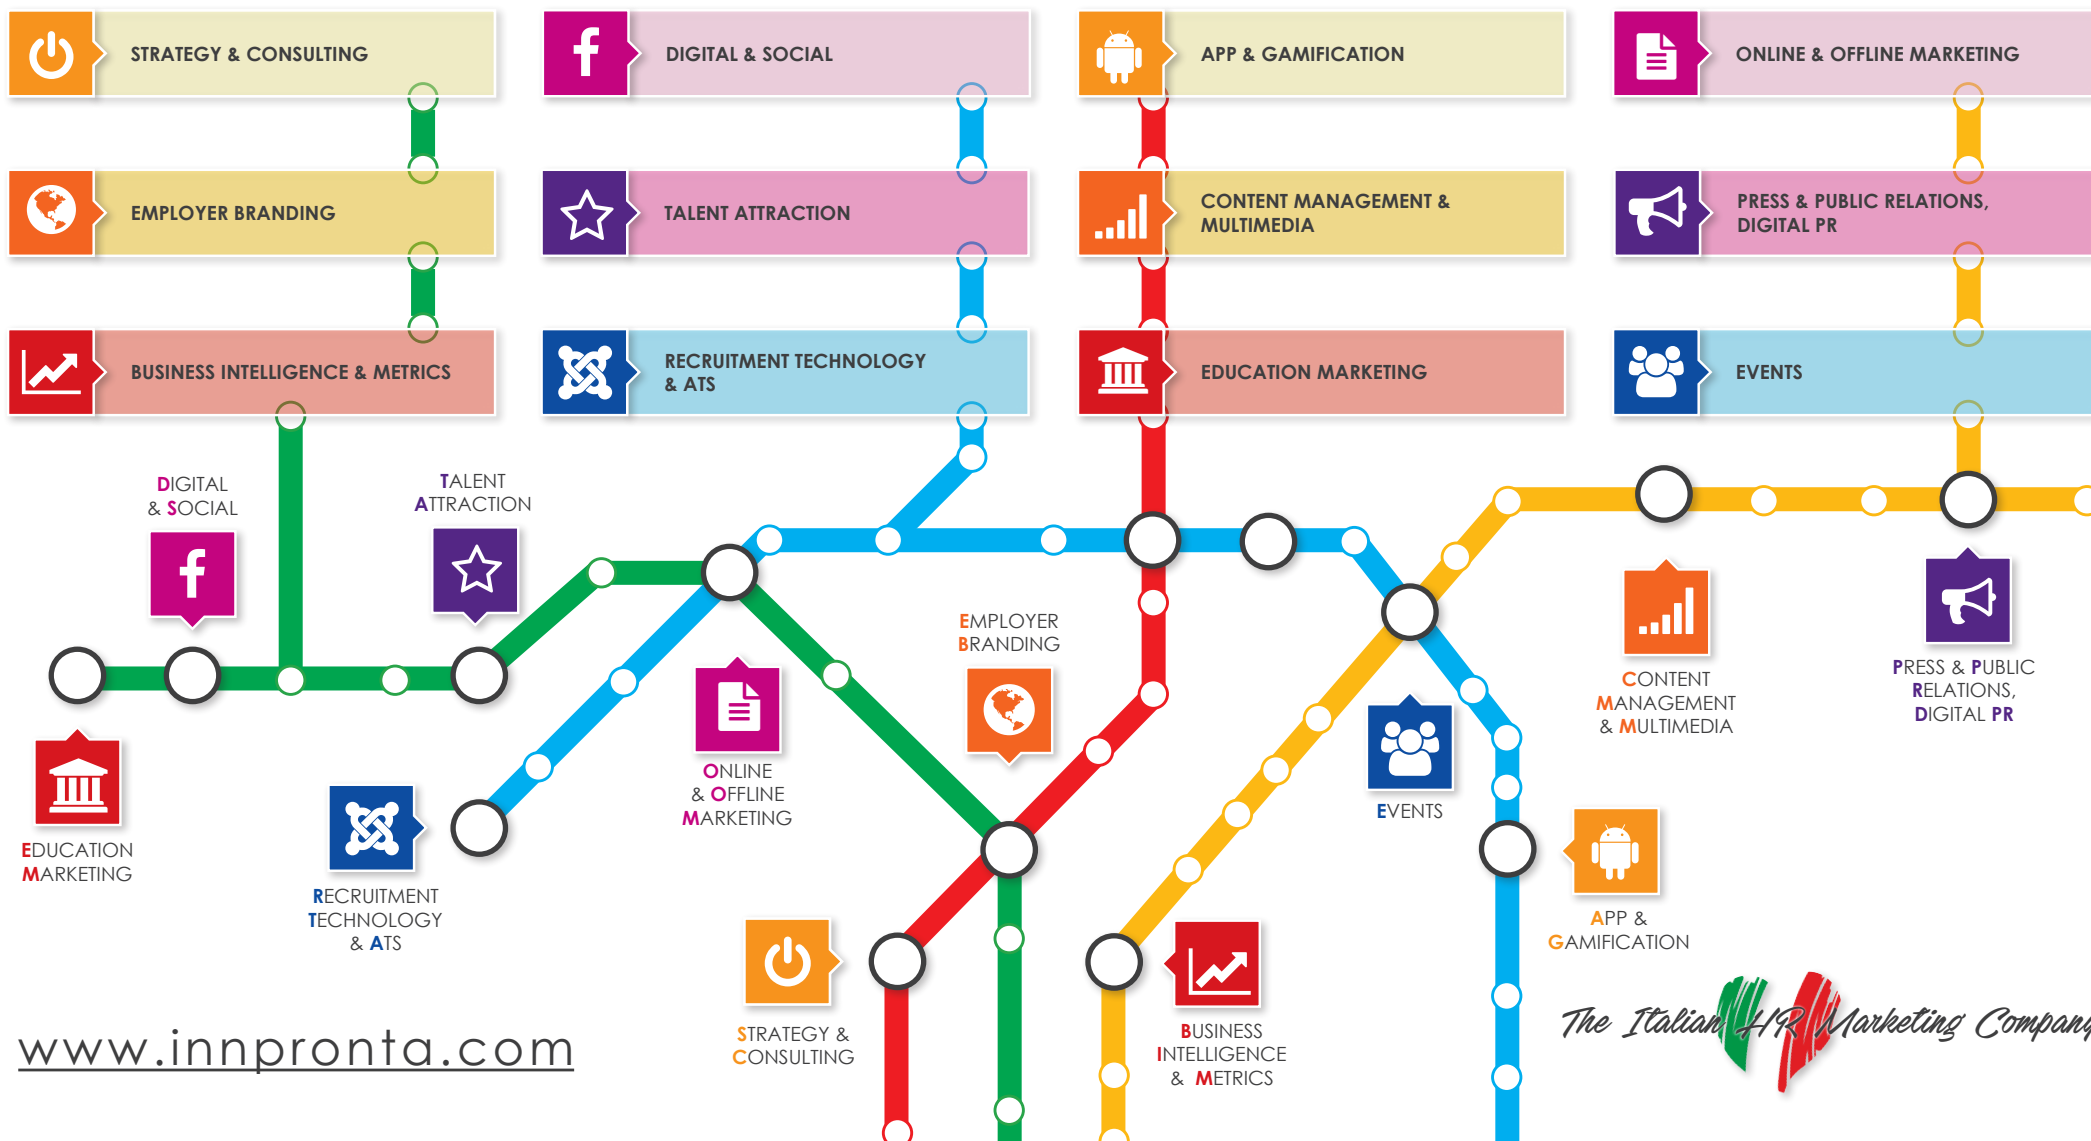 STRATEGY & CONSULTING
DIGITAL & SOCIAL
APP & GAMIFICATION
ONLINE & OFFLINE MARKETING
EMPLOYER BRANDING
TALENT ATTRACTION
CONTENT MANAGEMENT &
MULTIMEDIA
PRESS & PUBLIC RELATIONS,
DIGITAL PR
BUSINESS INTELLIGENCE & METRICS
RECRUITMENT TECHNOLOGY
& ATS
EDUCATION MARKETING
EVENTS
DIGITAL
& SOCIAL
TALENT
ATTRACTION
EMPLOYER
BRANDING
CONTENT
MANAGEMENT
& MULTIMEDIA
PRESS & PUBLIC
RELATIONS,
DIGITAL PR
ONLINE
& OFFLINE
MARKETING
EVENTS
EDUCATION
MARKETING
RECRUITMENT
TECHNOLOGY
& ATS
APP &
GAMIFICATION
STRATEGY &
CONSULTING
BUSINESS
INTELLIGENCE
& METRICS
www.innpronta.com
The Italian HR Marketing Company